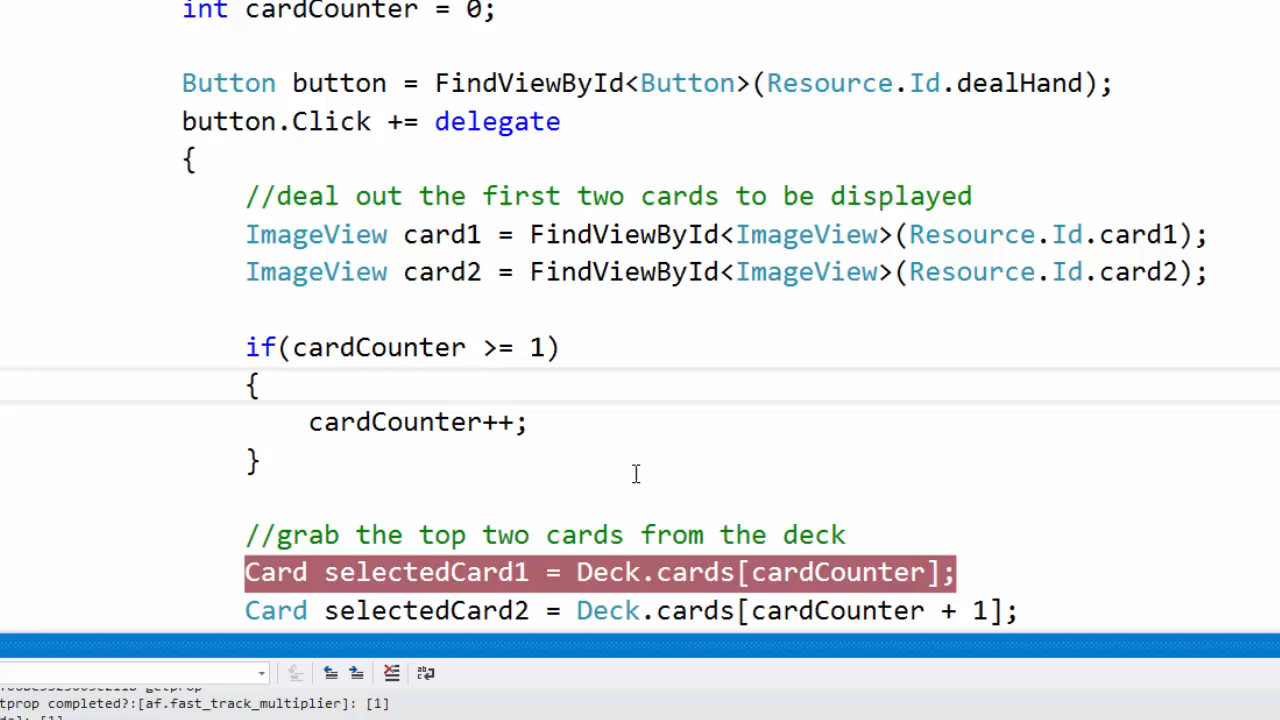 int cardCounter = 0;
Button button = FindViewById<Button>(Resource.Id.dealHand);
button.Click += delegate
{
//deal out the first two cards to be displayed
ImageView card1 = FindViewById<ImageView>(Resource.Id.card1);
ImageView card2 = FindViewById<ImageView>(Resource.Id.card2);
if(cardCounter >= 1)
{
cardCounter++;
}
//grab the top two cards from the deck
Card selectedCard1 = Deck.cards[cardCounter];
Card selectedCard2 = Deck.cards[cardCounter + 1];
getprop
tprop completed?:[af.fast_track_multiplier]: [1]